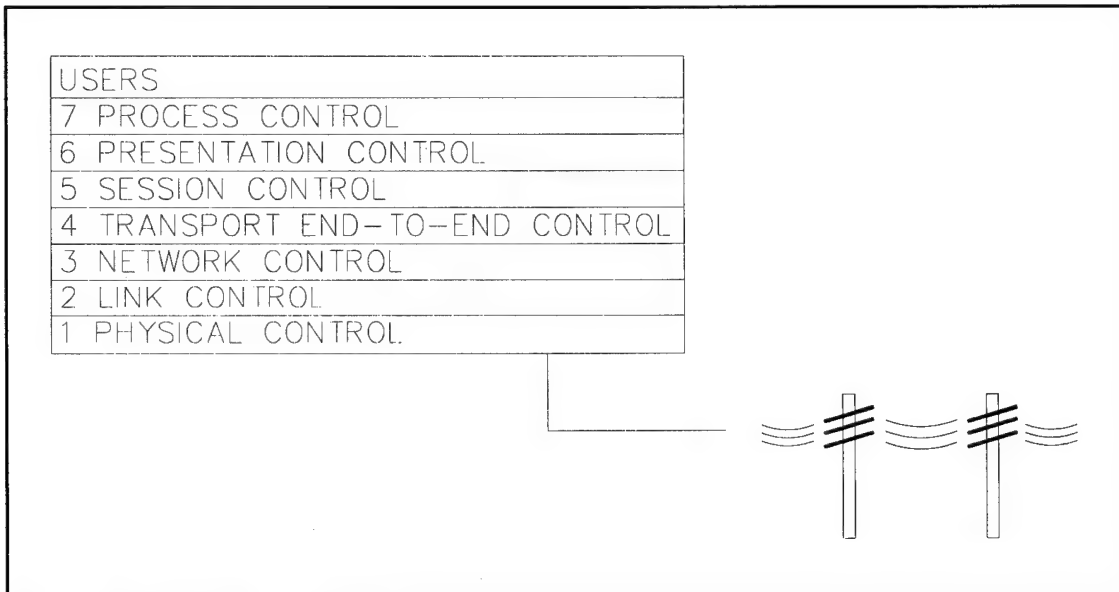 USERS
7 PROCESS CONTROL
6 PRESENTATION CONTROL
5 SESSION CONTROL
4 TRANSPORT END-TO-END CONTROL
3 NETWORK CONTROL
2 LINK CONTROL
1 PHYSICAL CONTROL